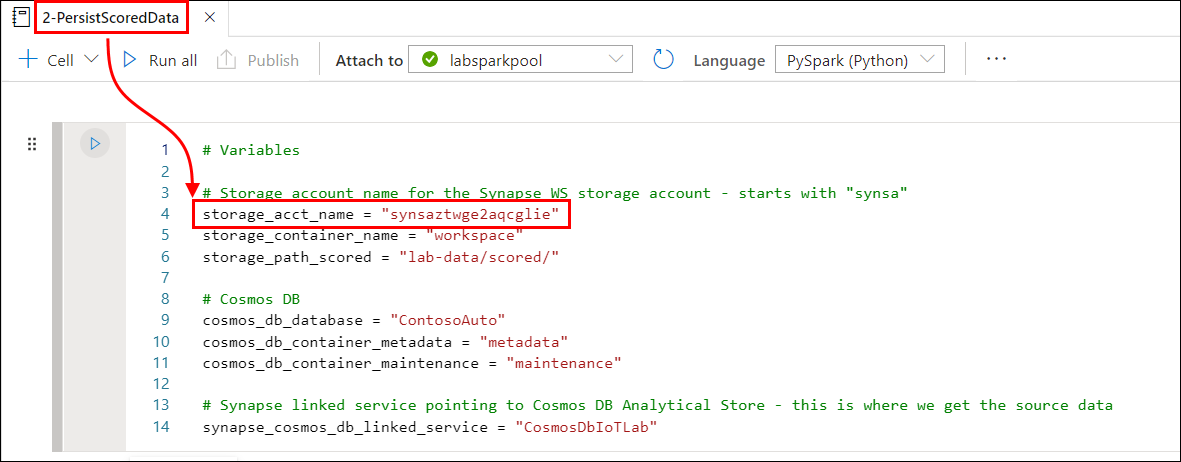 2-PersistScoredData
Cell Run all Publish Attach to labsparkpool Language PySpark (Python) ...
1 # Variables
2
3 # Storage account name for the Synapse WS storage account - starts with "synsa"
4 storage_acct_name = "synsaztwge2aqcglie"
5 storage_container_name = "workspace"
6 storage_path_scored = "lab-data/scored/"
7
8 # Cosmos DB
9 cosmos_db_database = "ContosoAuto"
10 cosmos_db_container_metadata = "metadata"
11 cosmos_db_container_maintenance = "maintenance"
12
13 # Synapse linked service pointing to Cosmos DB Analytical Store - this is where we get the source data
14 synapse_cosmos_db_linked_service = "CosmosDbIoTLab"